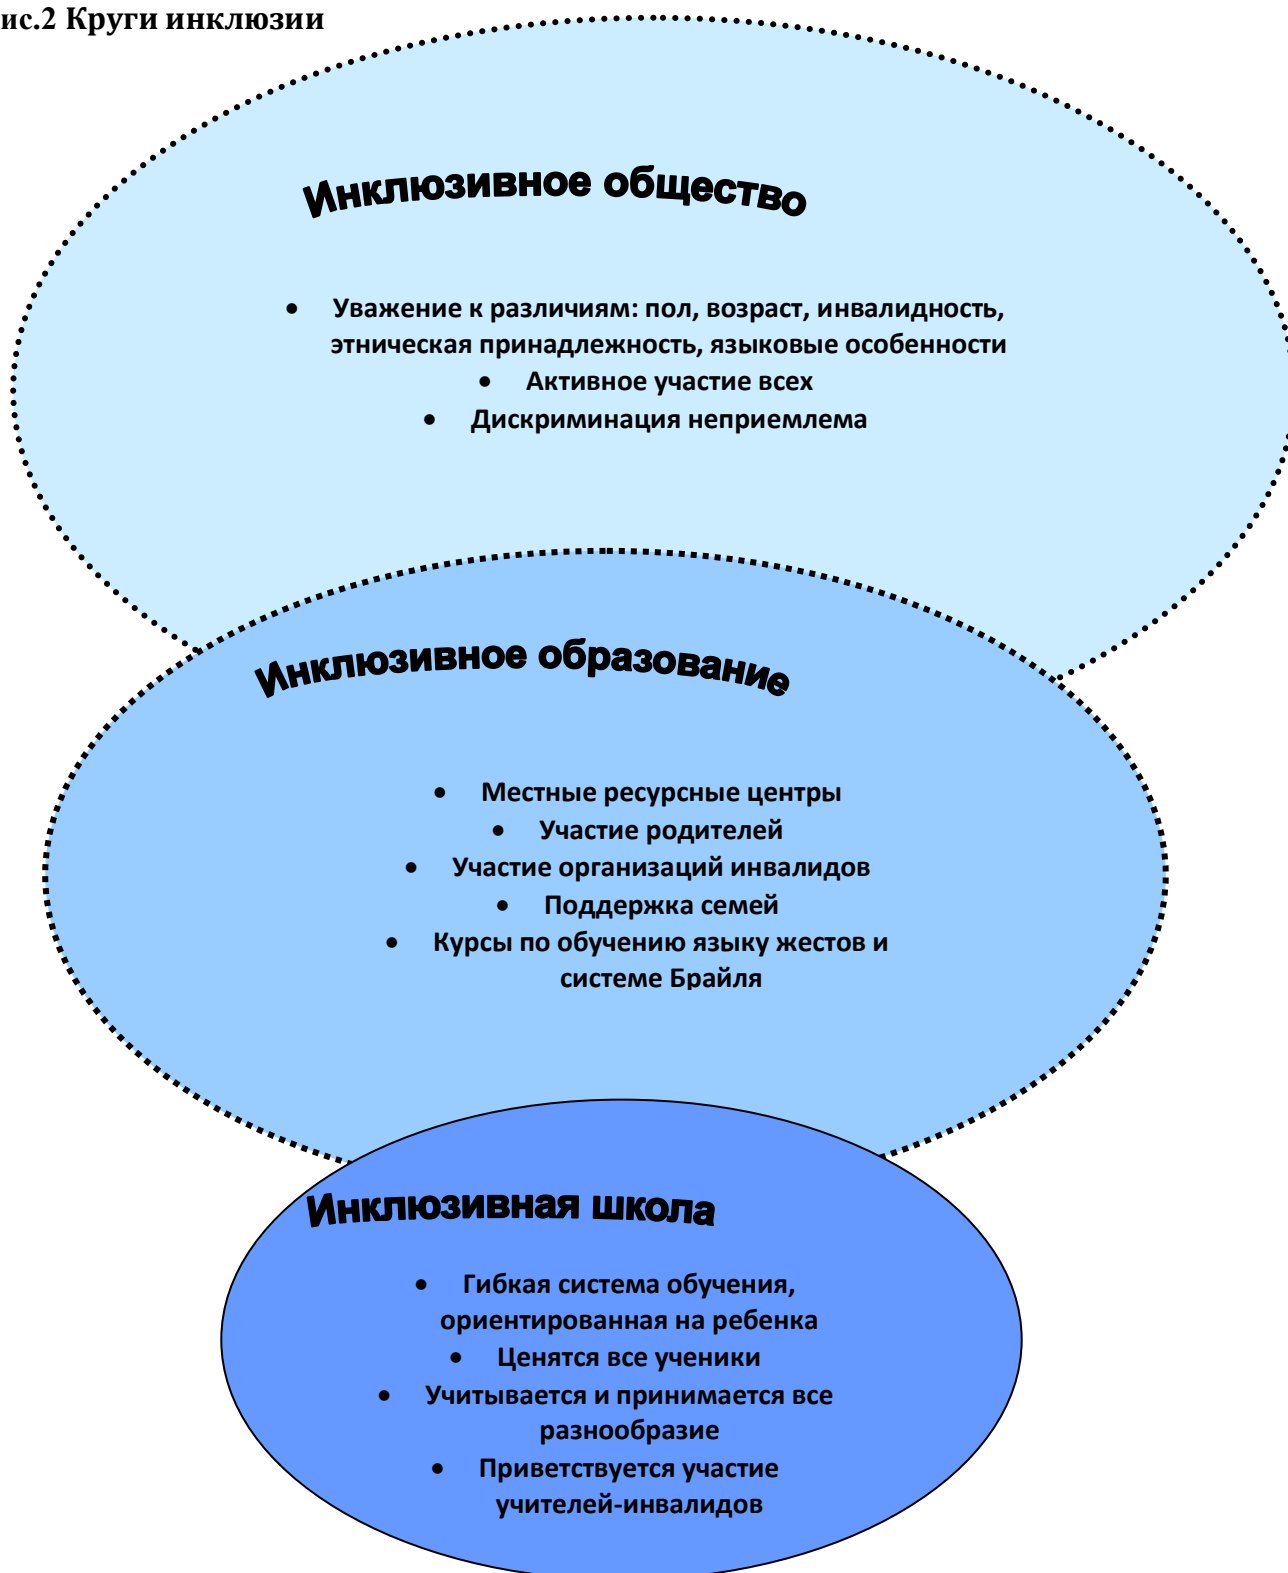 ис.2 Круги инклюзии
Инклюзивное общество
• Уважение к различиям: пол, возраст, инвалидность,
этническая принадлежность, языковые особенности
• Активное участие всех
• Дискриминация неприемлема
Инклюзивное образование
• Местные ресурсные центры
• Участие родителей
• Участие организаций инвалидов
• Поддержка семей
• Курсы по обучению языку жестов и
системе Брайля
Инклюзивная школа
• Гибкая система обучения,
ориентированная на ребенка
• Ценятся все ученики
• Учитывается и принимается все
разнообразие
• Приветствуется участие
учителей-инвалидов